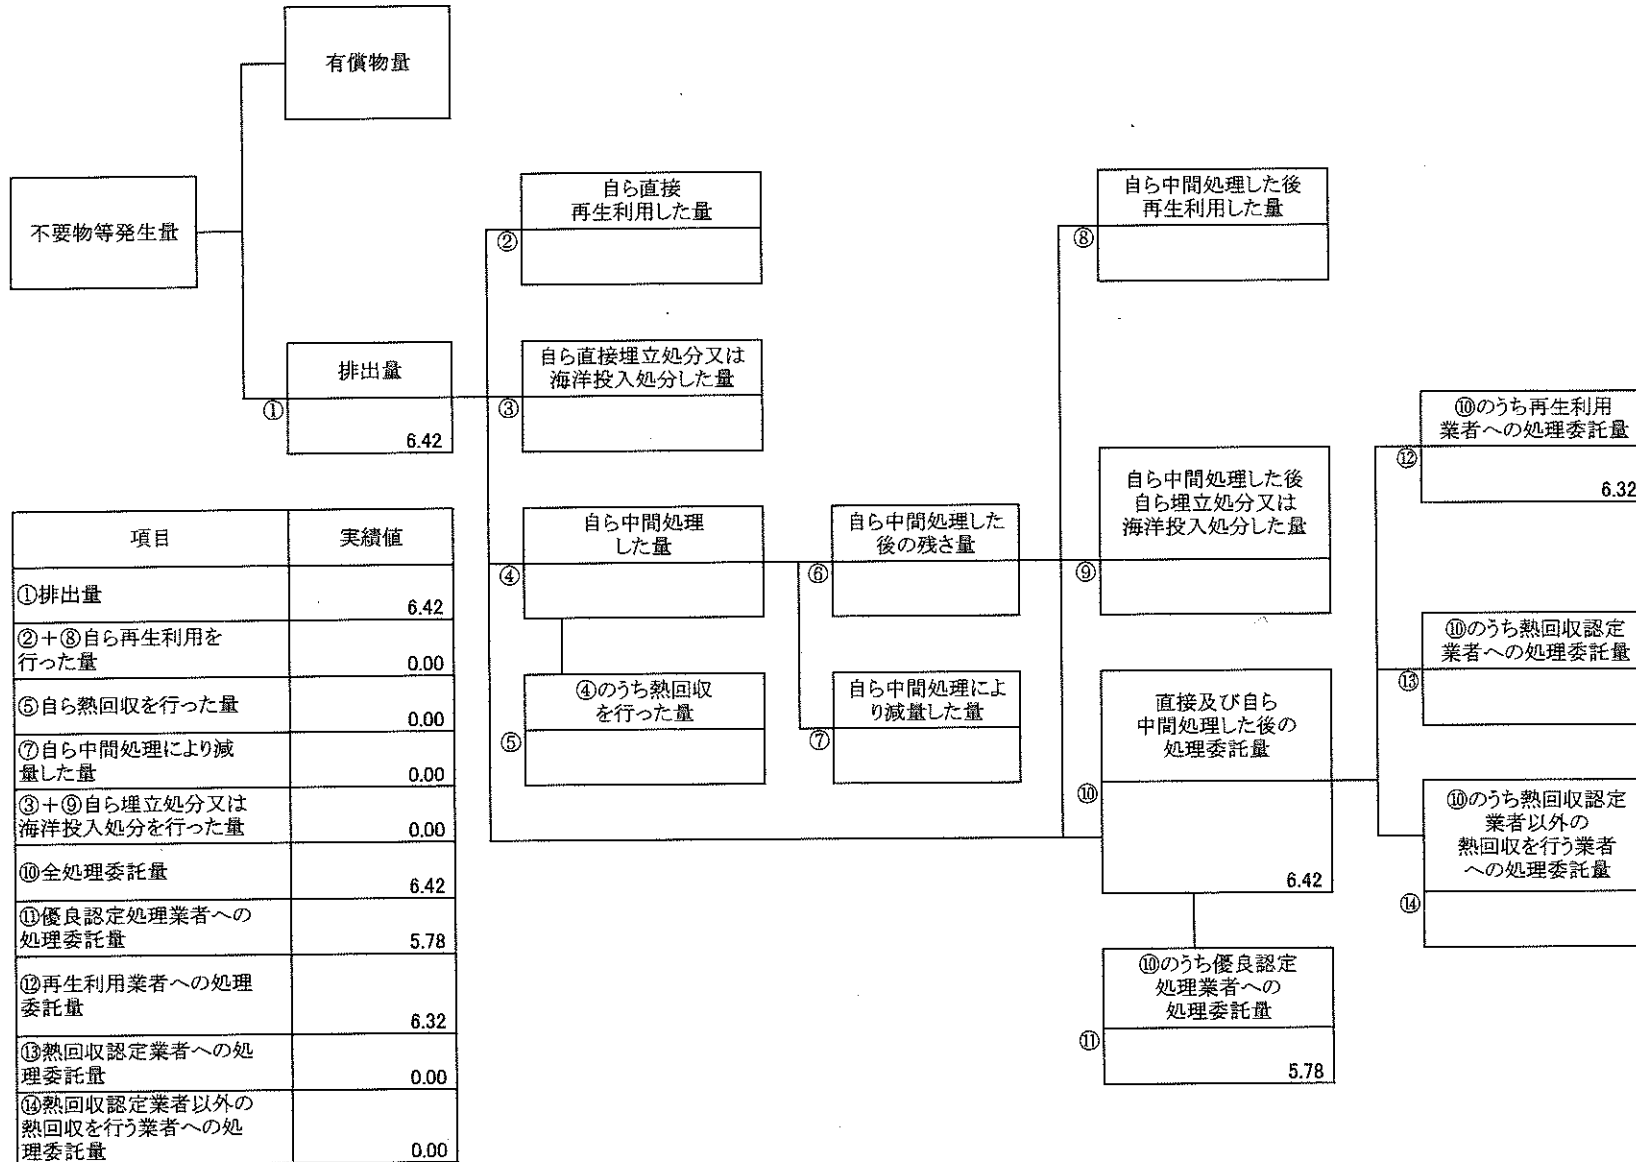 有償物量
不要物等発生量
排出量
①
6.42
自ら直接
再生利用した量
②
自ら直接埋立処分又は
海洋投入処分した量
③
自ら中間処理
した量
④
④のうち熱回収
を行った量
⑤
自ら中間処理した
後の残さ量
⑥
自ら中間処理によ
り減量した量
⑦
自ら中間処理した後
再生利用した量
⑧
自ら中間処理した後
自ら埋立処分又は
海洋投入処分した量
⑨
直接及び自ら
中間処理した後の
処理委託量
⑩
6.42
⑩のうち優良認定
処理業者への
処理委託量
⑪
5.78
⑩のうち再生利用
業者への処理委託量
⑫
6.32
⑩のうち熱回収認定
業者への処理委託量
⑬
⑩のうち熱回収認定
業者以外の
熱回収を行う業者
への処理委託量
⑭
項目 実績値
①排出量 6.42
②+⑧自ら再生利用を
行った量 0.00
⑤自ら熱回収を行った量 0.00
⑦自ら中間処理により減
量した量 0.00
③+⑨自ら埋立処分又は
海洋投入処分を行った量 0.00
⑩全処理委託量 6.42
⑪優良認定処理業者への
処理委託量 5.78
⑫再生利用業者への処理
委託量 6.32
⑬熱回収認定業者への処
理委託量 0.00
⑭熱回収認定業者以外の
熱回収を行う業者への処
理委託量 0.00